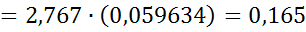 = 2,767 · (0,059634) = 0,165